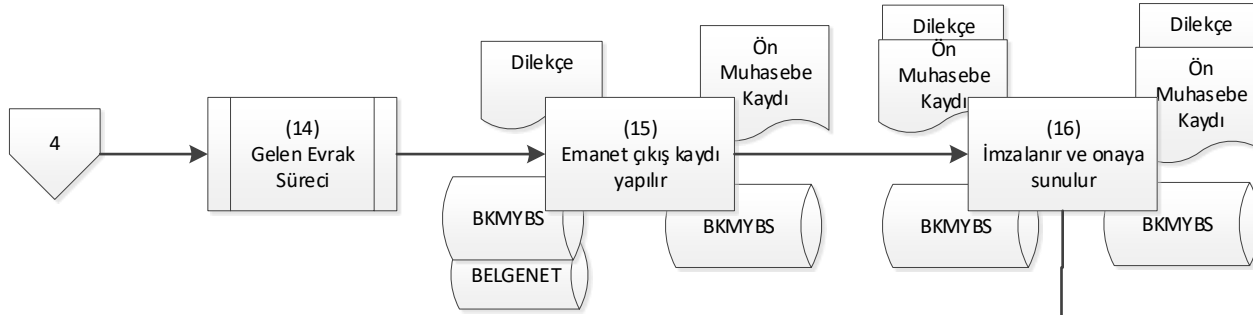 4
(14)
Gelen Evrak
Süreci
Dilekçe
Ön
Muhasebe
Kaydı
(15)
Emanet çıkış kaydı
yapılır
BKMYBS
BELGENET
BKMYBS
Dilekçe
Ön
Muhasebe
Kaydı
(16)
İmzalanır ve onaya
sunulur
Dilekçe
Ön
Muhasebe
Kaydı
BKMYBS
BKMYBS